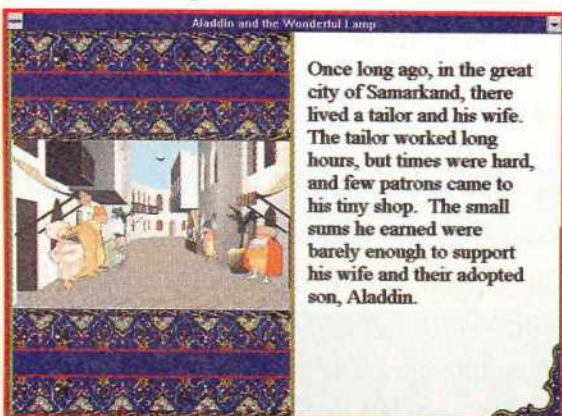 Aladdin and the Wonderful Lamp
Once long ago, in the great
city of Samarkand, there
lived a tailor and his wife.
The tailor worked long
hours, but times were hard,
and few patrons came to
his tiny shop.  The small
sums he earned were
barely enough to support
his wife and their adopted
son, Aladdin.